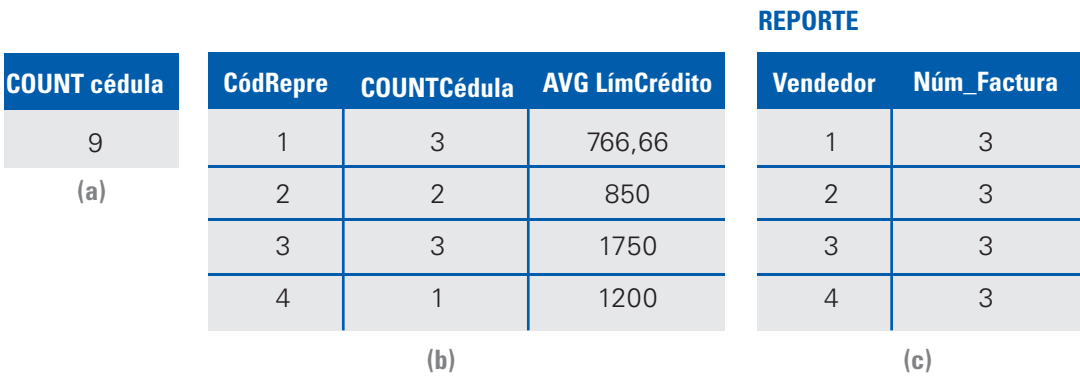 REPORTE
COUNT cédula
9
(a)
CódRepre COUNTCédula AVG LímCrédito
1 3 766,66
2 2 850
3 3 1750
4 1 1200
(b)
Vendedor Núm_Factura
1 3
2 3
3 3
4 3
(c)